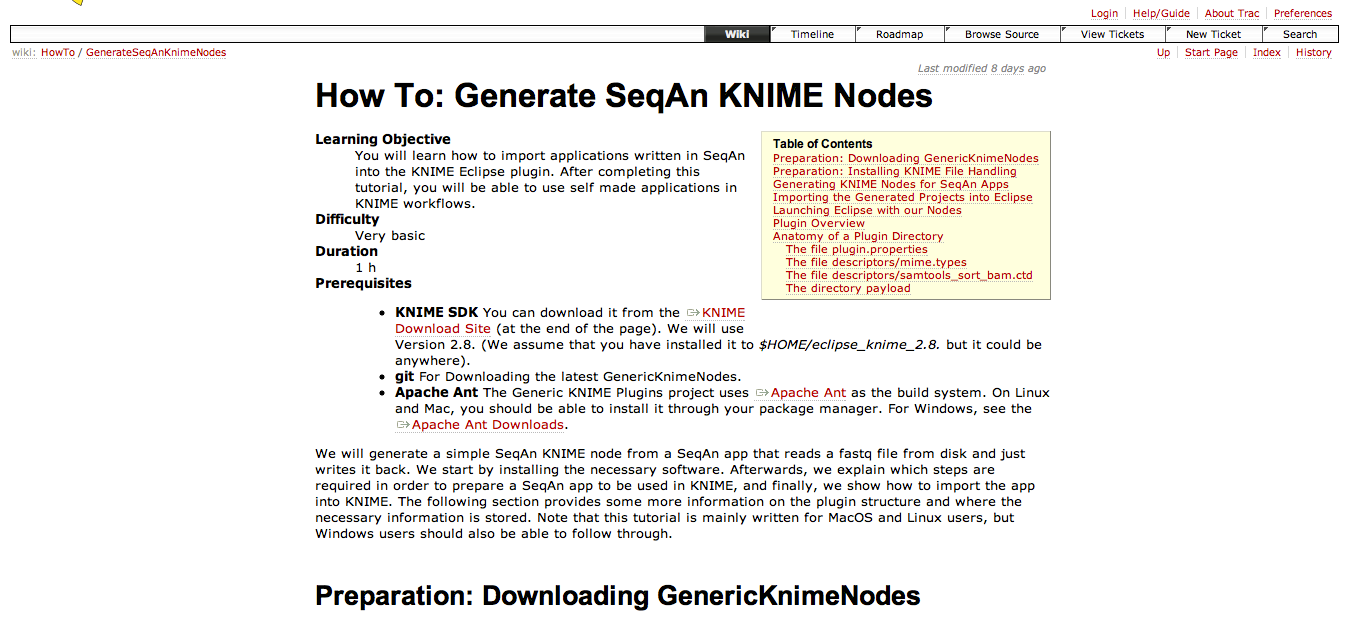 Login Help/Guide About Trac Preferences
Wiki Timeline Roadmap Browse Source View Tickets New Ticket Search
wiki: HowTo / GenerateSeqAnKnimeNodes
Up Start Page Index History
Last modified 8 days ago
How To: Generate SeqAn KNIME Nodes
Learning Objective
You will learn how to import applications written in SeqAn
into the KNIME Eclipse plugin. After completing this
tutorial, you will be able to use self made applications in
KNIME workflows.
Difficulty
Very basic
Duration
1 h
Prerequisites
Table of Contents
Preparation: Downloading GenericKnimeNodes
Preparation: Installing KNIME File Handling
Generating KNIME Nodes for SeqAn Apps
Importing the Generated Projects into Eclipse
Launching Eclipse with our Nodes
Plugin Overview
Anatomy of a Plugin Directory
The file plugin.properties
The file descriptors/mime.types
The file descriptors/samtools_sort_bam.ctd
The directory payload
• KNIME SDK You can download it from the KNIME
Download Site (at the end of the page). We will use
Version 2.8. (We assume that you have installed it to $HOME/eclipse_knime_2.8. but it could be
anywhere).
• git For Downloading the latest GenericKnimeNodes.
• Apache Ant The Generic KNIME Plugins project uses Apache Ant as the build system. On Linux
and Mac, you should be able to install it through your package manager. For Windows, see the
Apache Ant Downloads.
We will generate a simple SeqAn KNIME node from a SeqAn app that reads a fastq file from disk and just
writes it back. We start by installing the necessary software. Afterwards, we explain which steps are
required in order to prepare a SeqAn app to be used in KNIME, and finally, we show how to import the app
into KNIME. The following section provides some more information on the plugin structure and where the
necessary information is stored. Note that this tutorial is mainly written for MacOS and Linux users, but
Windows users should also be able to follow through.
Preparation: Downloading GenericKnimeNodes